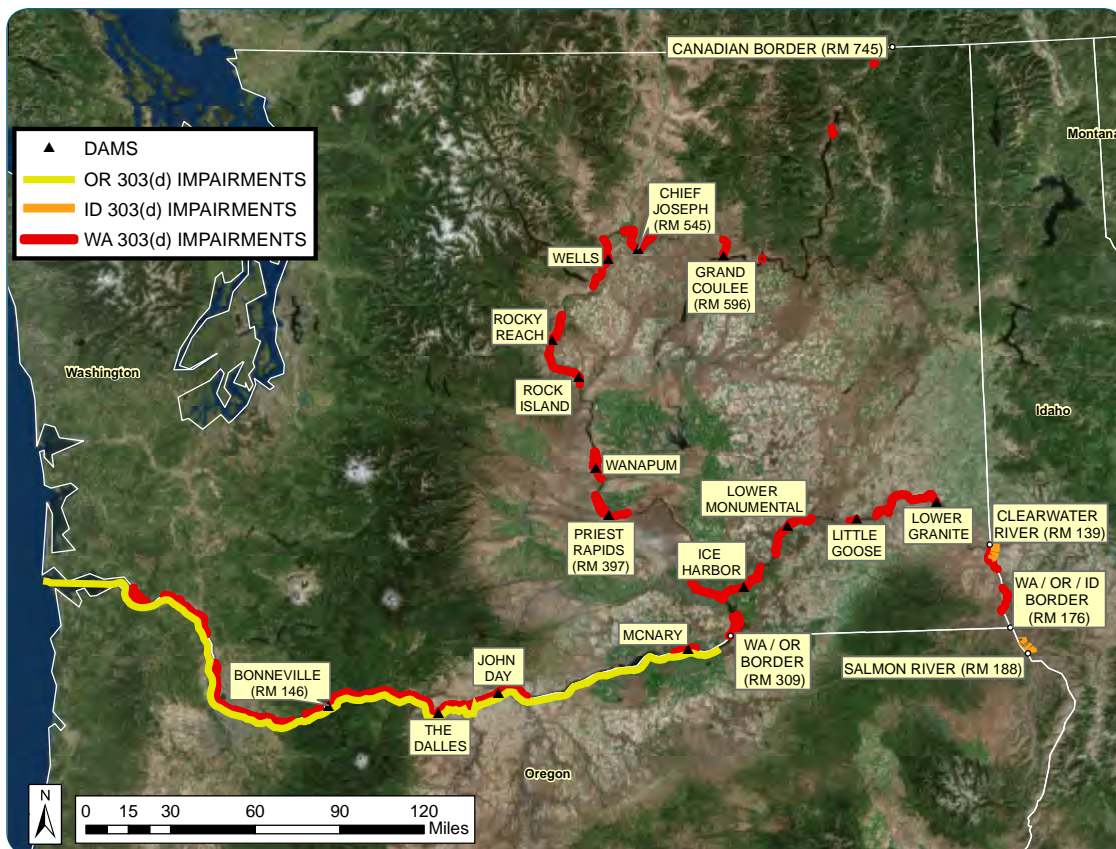 CANADIAN BORDER (RM 745)
Montana
DAMS
OR 303(d) IMPAIRMENTS
ID 303(d) IMPAIRMENTS
WA 303(d) IMPAIRMENTS
CHIEF
JOSEPH
(RM 545)
WELLS
GRAND
COULEE
(RM 596)
ROCKY
REACH
Washington
ROCK
ISLAND
Idaho
WANAPUM
LOWER
MONUMENTAL
PRIEST
RAPIDS
(RM 397)
LITTLE
GOOSE
LOWER
GRANITE
CLEARWATER
RIVER (RM 139)
ICE
HARBOR
WA / OR / ID
BORDER
(RM 176)
MCNARY
WA / OR
BORDER
(RM 309)
SALMON RIVER (RM 188)
BONNEVILLE
(RM 146)
JOHN
DAY
THE
DALLES
Oregon
N
0 15 30 60 90 120
Miles